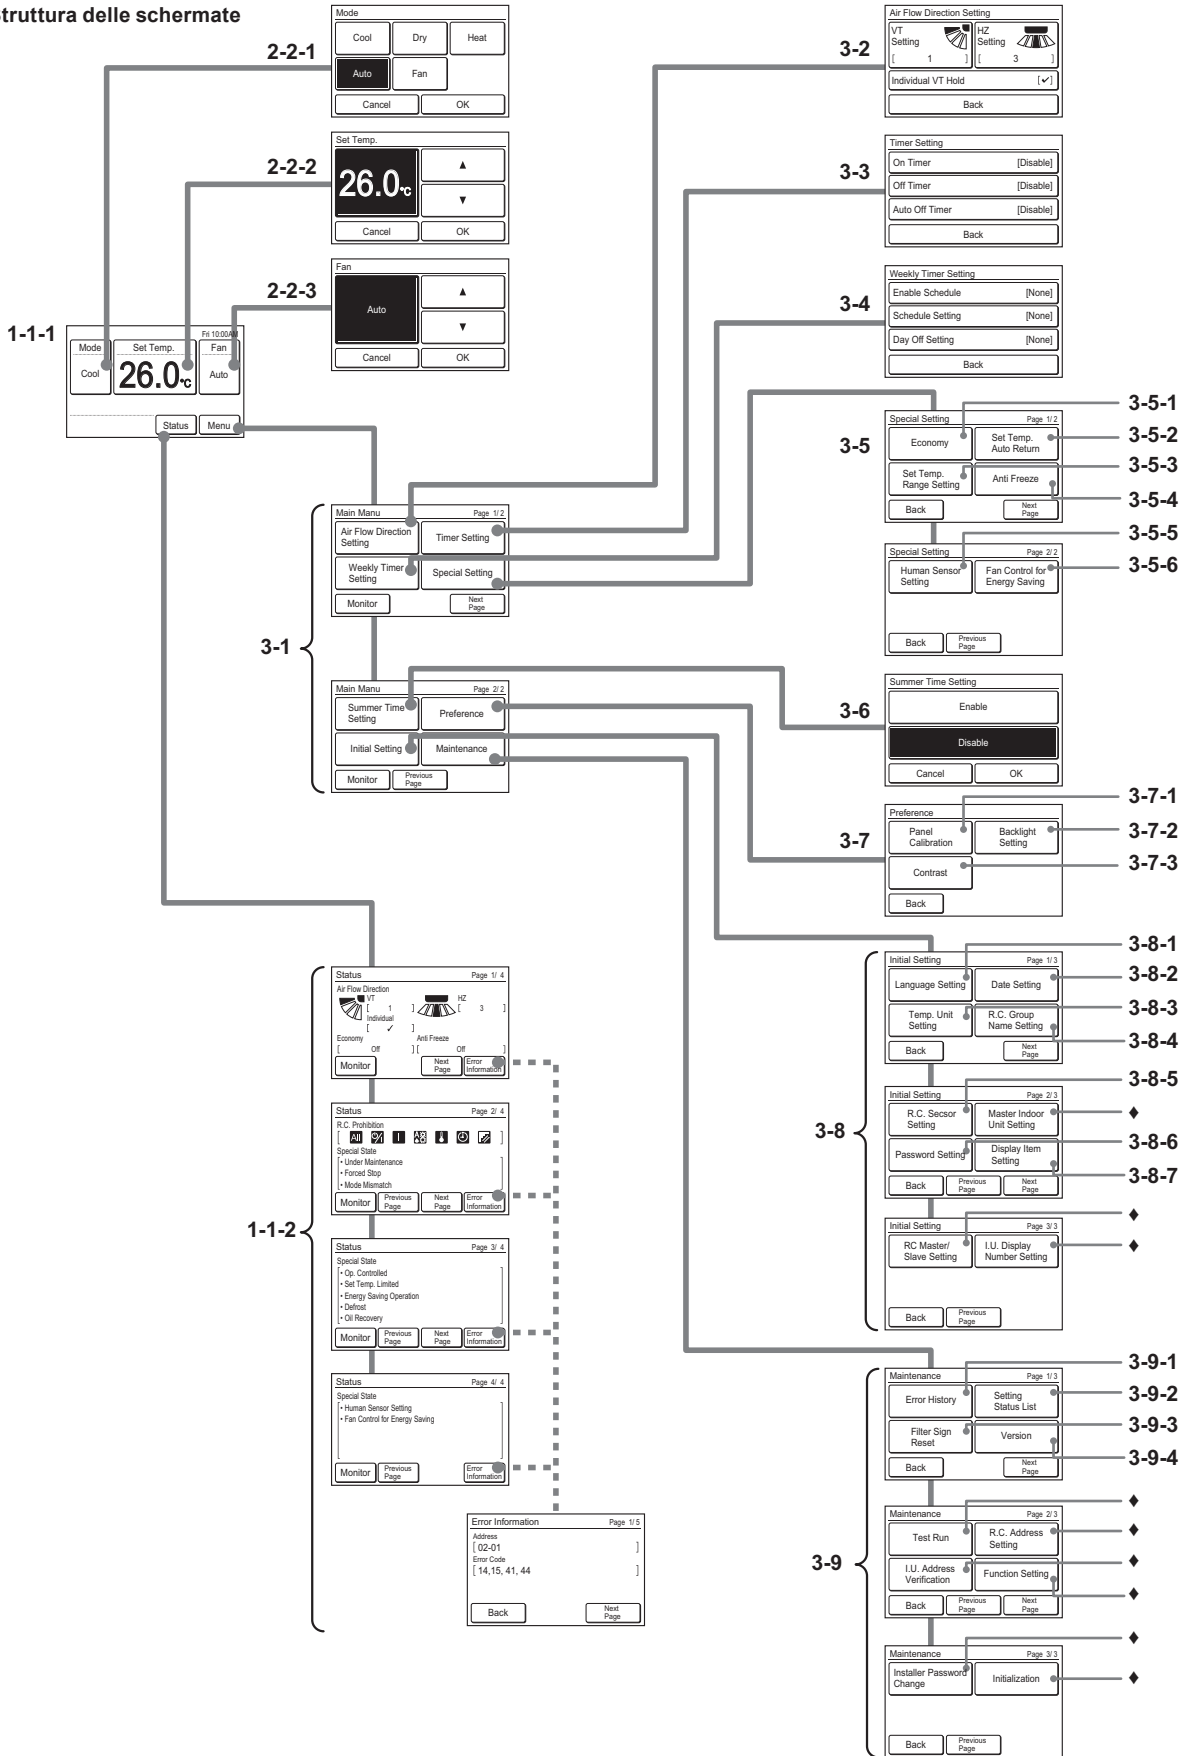 truttura delle schermate
2-2-1
Mode
Cool
Dry
Heat
Auto
Fan
Cancel
OK
2-2-2
Set Temp.
26.0°C
▲
▼
Cancel
OK
2-2-3
Fan
Auto
▲
▼
Cancel
OK
1-1-1
Fri 10:00AM
Mode
Set Temp.
Fan
Cool
26.0°C
Auto
Status
Menu
3-1
Main Manu
Page 1/ 2
Air Flow Direction
Setting
Timer Setting
Weekly Timer
Setting
Special Setting
Monitor
Next
Page
Main Manu
Page 2/ 2
Summer Time
Setting
Preference
Initial Setting
Maintenance
Monitor
Previous
Page
1-1-2
Status
Page 1/ 4
Air Flow Direction
VT
[ 1 ]
HZ
[ 3 ]
Individual
[ ✓ ]
Economy
[ Off ]
Anti Freeze
[ Off ]
Monitor
Next
Page
Error
Information
Status
Page 2/ 4
R.C. Prohibition
[ All ]
Special State
• Under Maintenance
• Forced Stop
• Mode Mismatch
Monitor
Previous
Page
Next
Page
Error
Information
Status
Page 3/ 4
Special State
• Op. Controlled
• Set Temp. Limited
• Energy Saving Operation
• Defrost
• Oil Recovery
Monitor
Previous
Page
Next
Page
Error
Information
Status
Page 4/ 4
Special State
• Human Sensor Setting
• Fan Control for Energy Saving
Monitor
Previous
Page
Error
Information
Error Information
Page 1/ 5
Address
[ 02-01 ]
Error Code
[ 14,15, 41, 44 ]
Back
Next
Page
3-2
Air Flow Direction Setting
VT
Setting
[ 1 ]
HZ
Setting
[ 3 ]
Individual VT Hold
[✔]
Back
3-3
Timer Setting
On Timer
[Disable]
Off Timer
[Disable]
Auto Off Timer
[Disable]
Back
3-4
Weekly Timer Setting
Enable Schedule
[None]
Schedule Setting
[None]
Day Off Setting
[None]
Back
3-5
Special Setting
Page 1/ 2
Economy
Set Temp.
Auto Return
Set Temp.
Range Setting
Anti Freeze
Back
Next
Page
3-5-1
3-5-2
3-5-3
3-5-4
Special Setting
Page 2/ 2
Human Sensor
Setting
Fan Control for
Energy Saving
Back
Previous
Page
3-5-5
3-5-6
3-6
Summer Time Setting
Enable
Disable
Cancel
OK
3-7
Preference
Panel
Calibration
Backlight
Setting
Contrast
Back
3-7-1
3-7-2
3-7-3
3-8
Initial Setting
Page 1/ 3
Language Setting
Date Setting
Temp. Unit
Setting
R.C. Group
Name Setting
Back
Next
Page
3-8-1
3-8-2
3-8-3
3-8-4
Initial Setting
Page 2/ 3
R.C. Secsor
Setting
Master Indoor
Unit Setting
Password Setting
Display Item
Setting
Back
Previous
Page
Next
Page
3-8-5
♦
3-8-6
3-8-7
Initial Setting
Page 3/ 3
RC Master/
Slave Setting
I.U. Display
Number Setting
Back
Previous
Page
♦
♦
3-9
Maintenance
Page 1/ 3
Error History
Setting
Status List
Filter Sign
Reset
Version
Back
Next
Page
3-9-1
3-9-2
3-9-3
3-9-4
Maintenance
Page 2/ 3
Test Run
R.C. Address
Setting
I.U. Address
Verification
Function Setting
Back
Previous
Page
Next
Page
♦
♦
♦
♦
Maintenance
Page 3/ 3
Installer Password
Change
Initialization
Back
Previous
Page
♦
♦